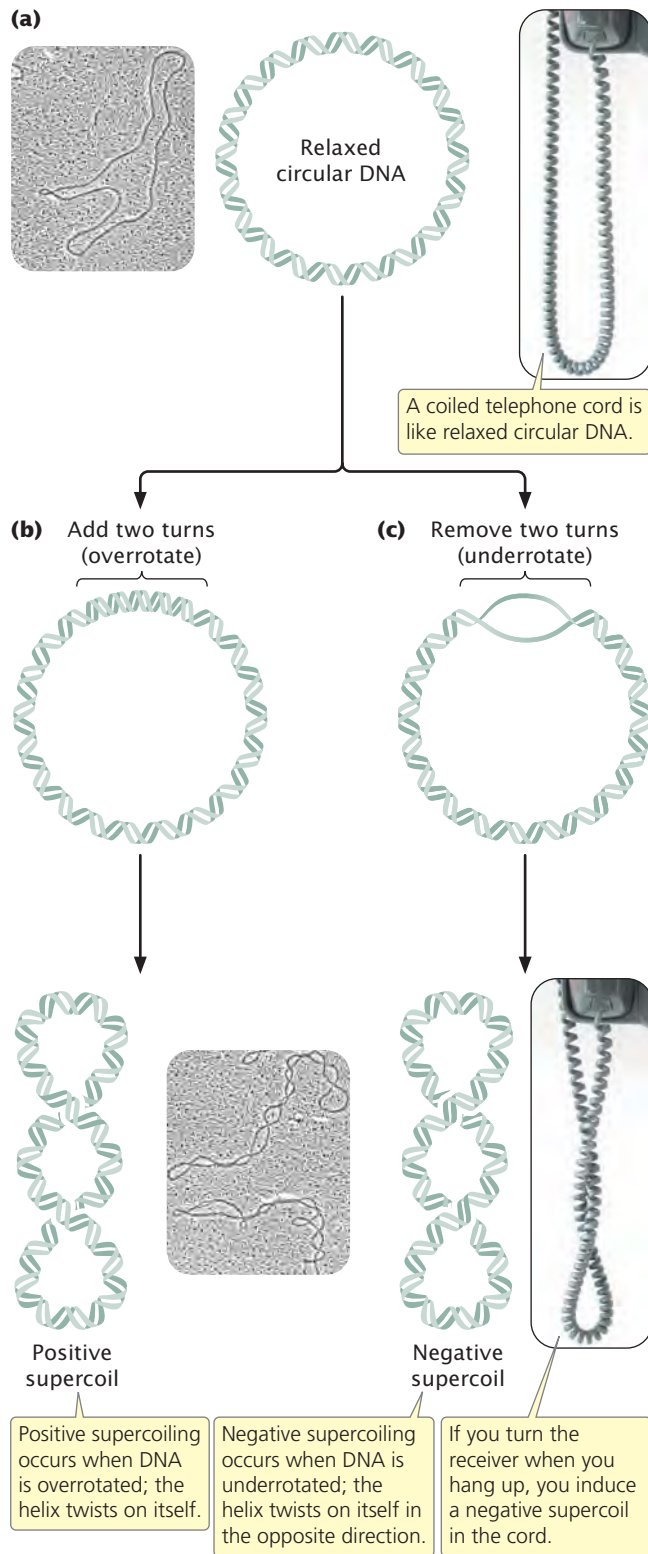 (a)
Relaxed
circular DNA
A coiled telephone cord is
like relaxed circular DNA.
(b) Add two turns
(overrotate)
(c) Remove two turns
(underrotate)
Positive
supercoil
Negative
supercoil
Positive supercoiling
occurs when DNA
is overrotated; the
helix twists on itself.
Negative supercoiling
occurs when DNA is
underrotated; the
helix twists on itself in
the opposite direction.
If you turn the
receiver when you
hang up, you induce
a negative supercoil
in the cord.